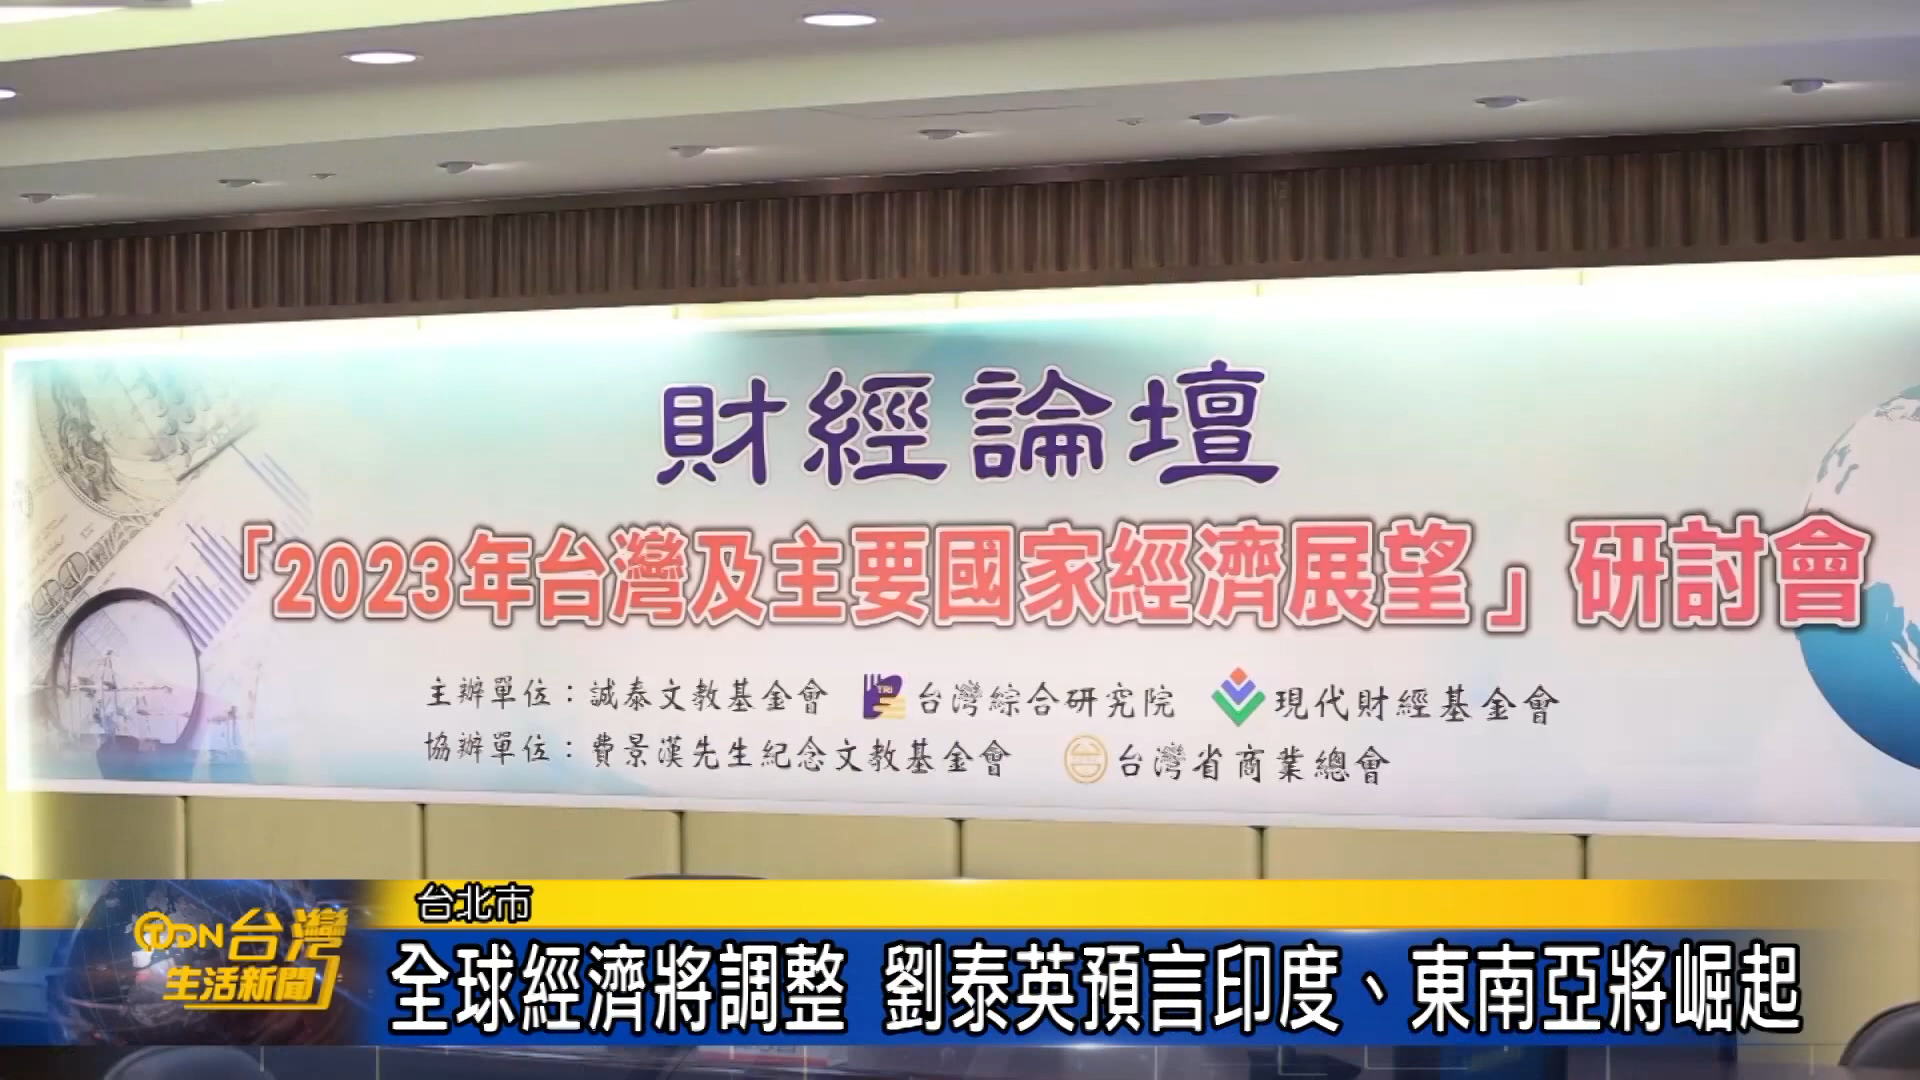 財經論壇
「2023年台灣及主要國家經濟展望」研討會
主辦單位：誠泰文教基金會 TRI 台灣綜合研究院 現代財經基金會
協辦單位：費景漢先生紀念文教基金會 台灣省商業總會
台北市
TDN 台灣
生活新聞
全球經濟將調整 劉泰英預言印度、東南亞將崛起